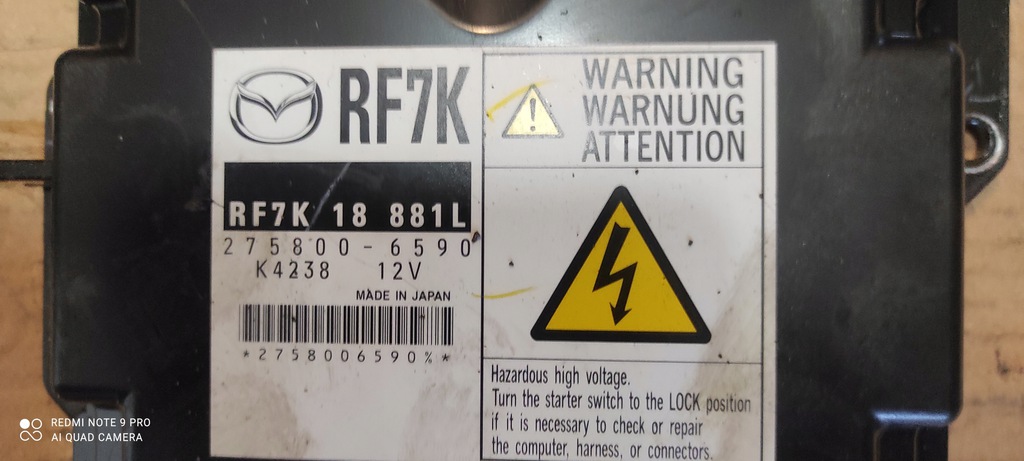 RF7K
RF7K 18 881L
275800-6590
K4238 12V
MADE IN JAPAN
*2758006590%*
WARNING
WARNUNG
ATTENTION
Hazardous high voltage.
Turn the starter switch to the LOCK position
if it is necessary to check or repair
the computer, harness, or connectors.
REDMI NOTE 9 PRO
AI QUAD CAMERA